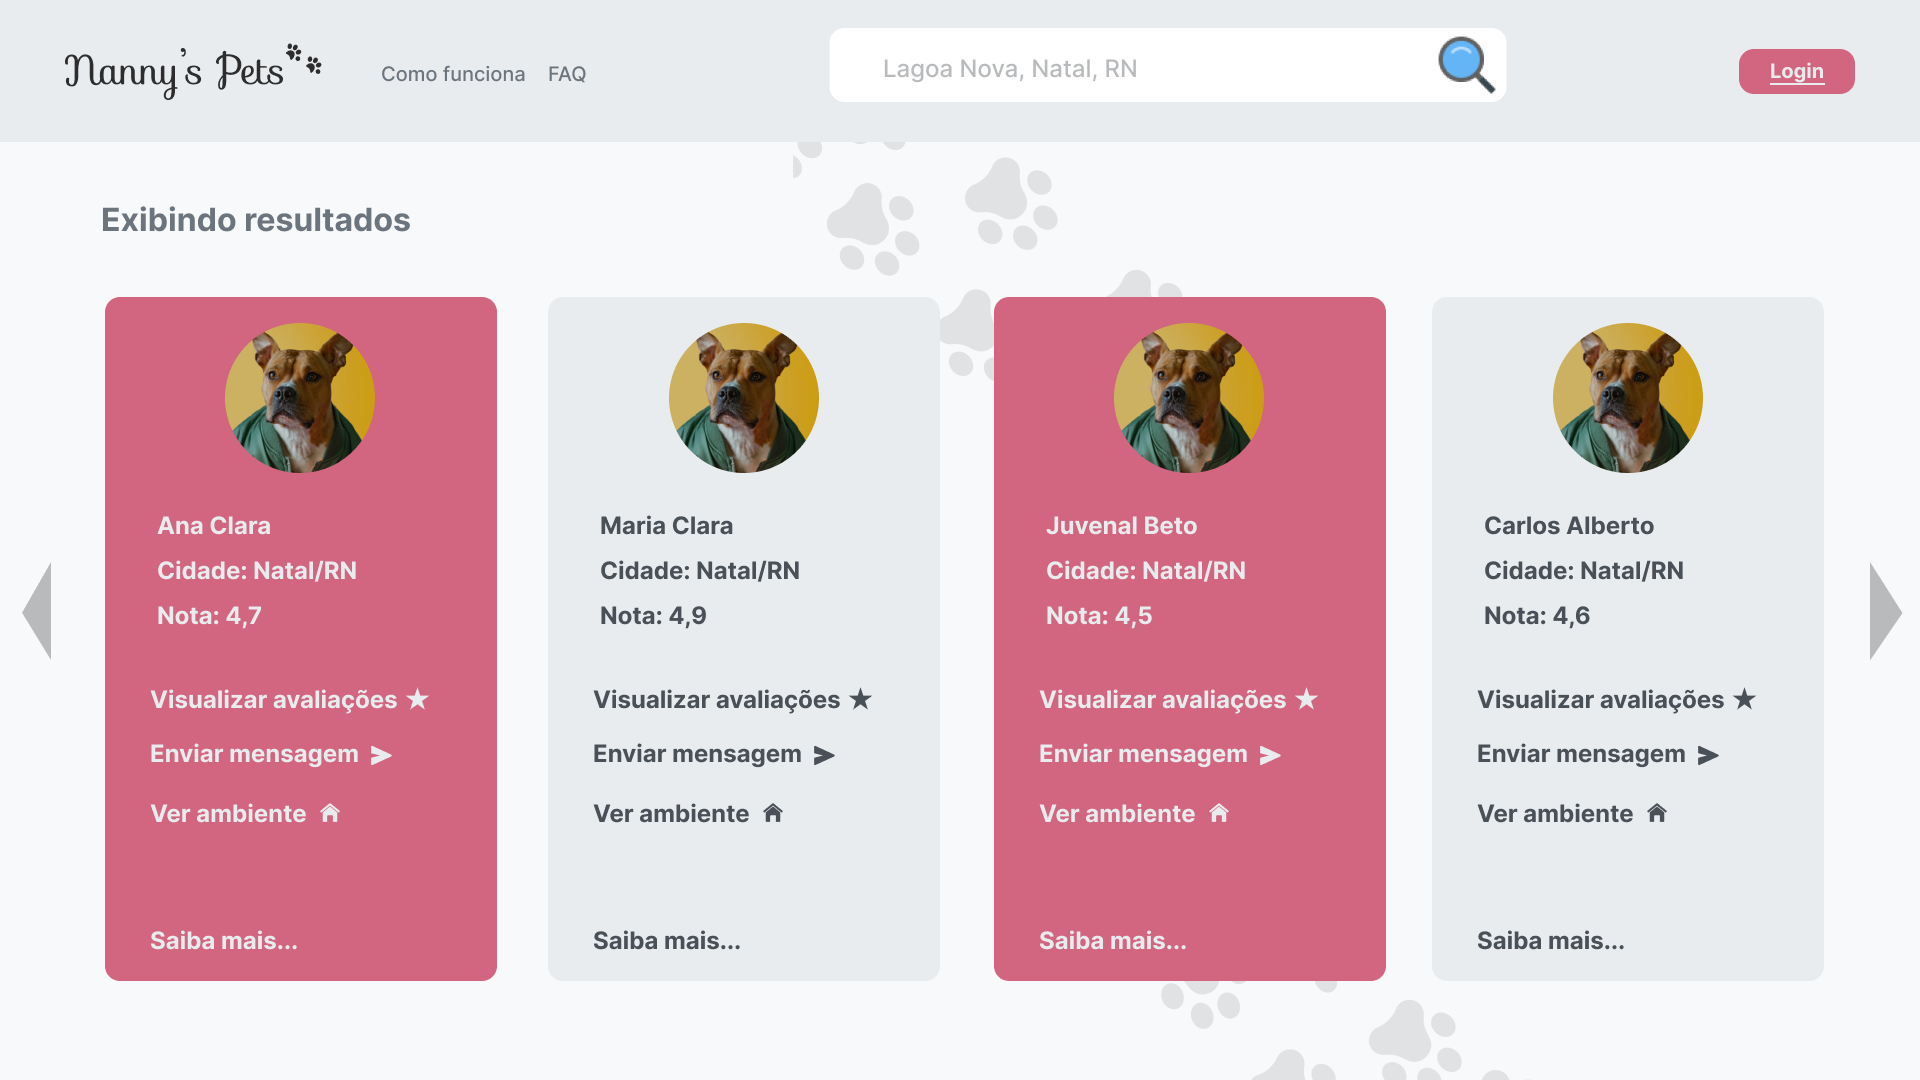 Nanny's Pets
Como funciona
FAQ
Lagoa Nova, Natal, RN
Login
Exibindo resultados
Ana Clara
Cidade: Natal/RN
Nota: 4,7
Visualizar avaliações ★
Enviar mensagem
Ver ambiente
Saiba mais...
Maria Clara
Cidade: Natal/RN
Nota: 4,9
Visualizar avaliações ★
Enviar mensagem
Ver ambiente
Saiba mais...
Juvenal Beto
Cidade: Natal/RN
Nota: 4,5
Visualizar avaliações ★
Enviar mensagem
Ver ambiente
Saiba mais...
Carlos Alberto
Cidade: Natal/RN
Nota: 4,6
Visualizar avaliações ★
Enviar mensagem
Ver ambiente
Saiba mais...